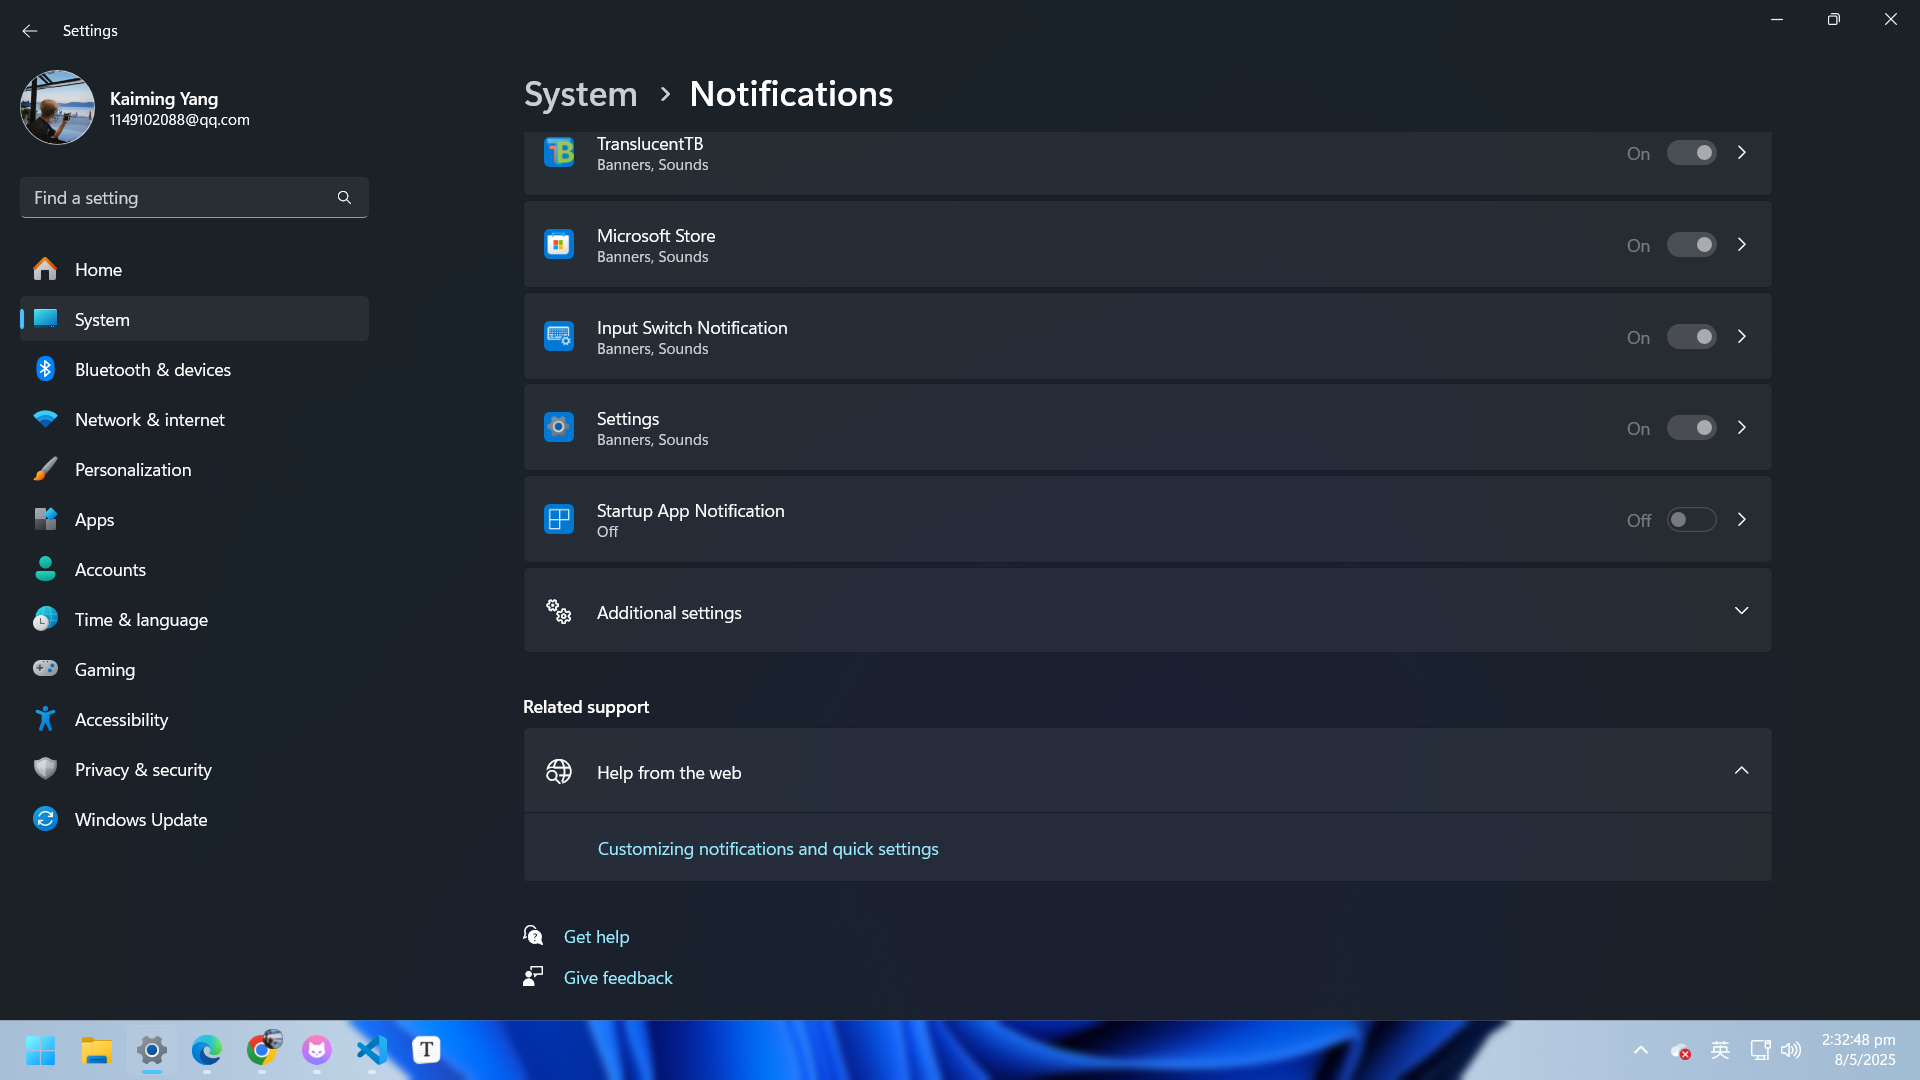 Settings
Kaiming Yang
1149102088@qq.com
Find a setting
Home
System
Bluetooth & devices
Network & internet
Personalization
Apps
Accounts
Time & language
Gaming
Accessibility
Privacy & security
Windows Update
System > Notifications
TranslucentTB
Banners, Sounds
On
Microsoft Store
Banners, Sounds
On
Input Switch Notification
Banners, Sounds
On
Settings
Banners, Sounds
On
Startup App Notification
Off
Off
Additional settings
Related support
Help from the web
Customizing notifications and quick settings
Get help
Give feedback
T
英
2:32:48 pm
8/5/2025